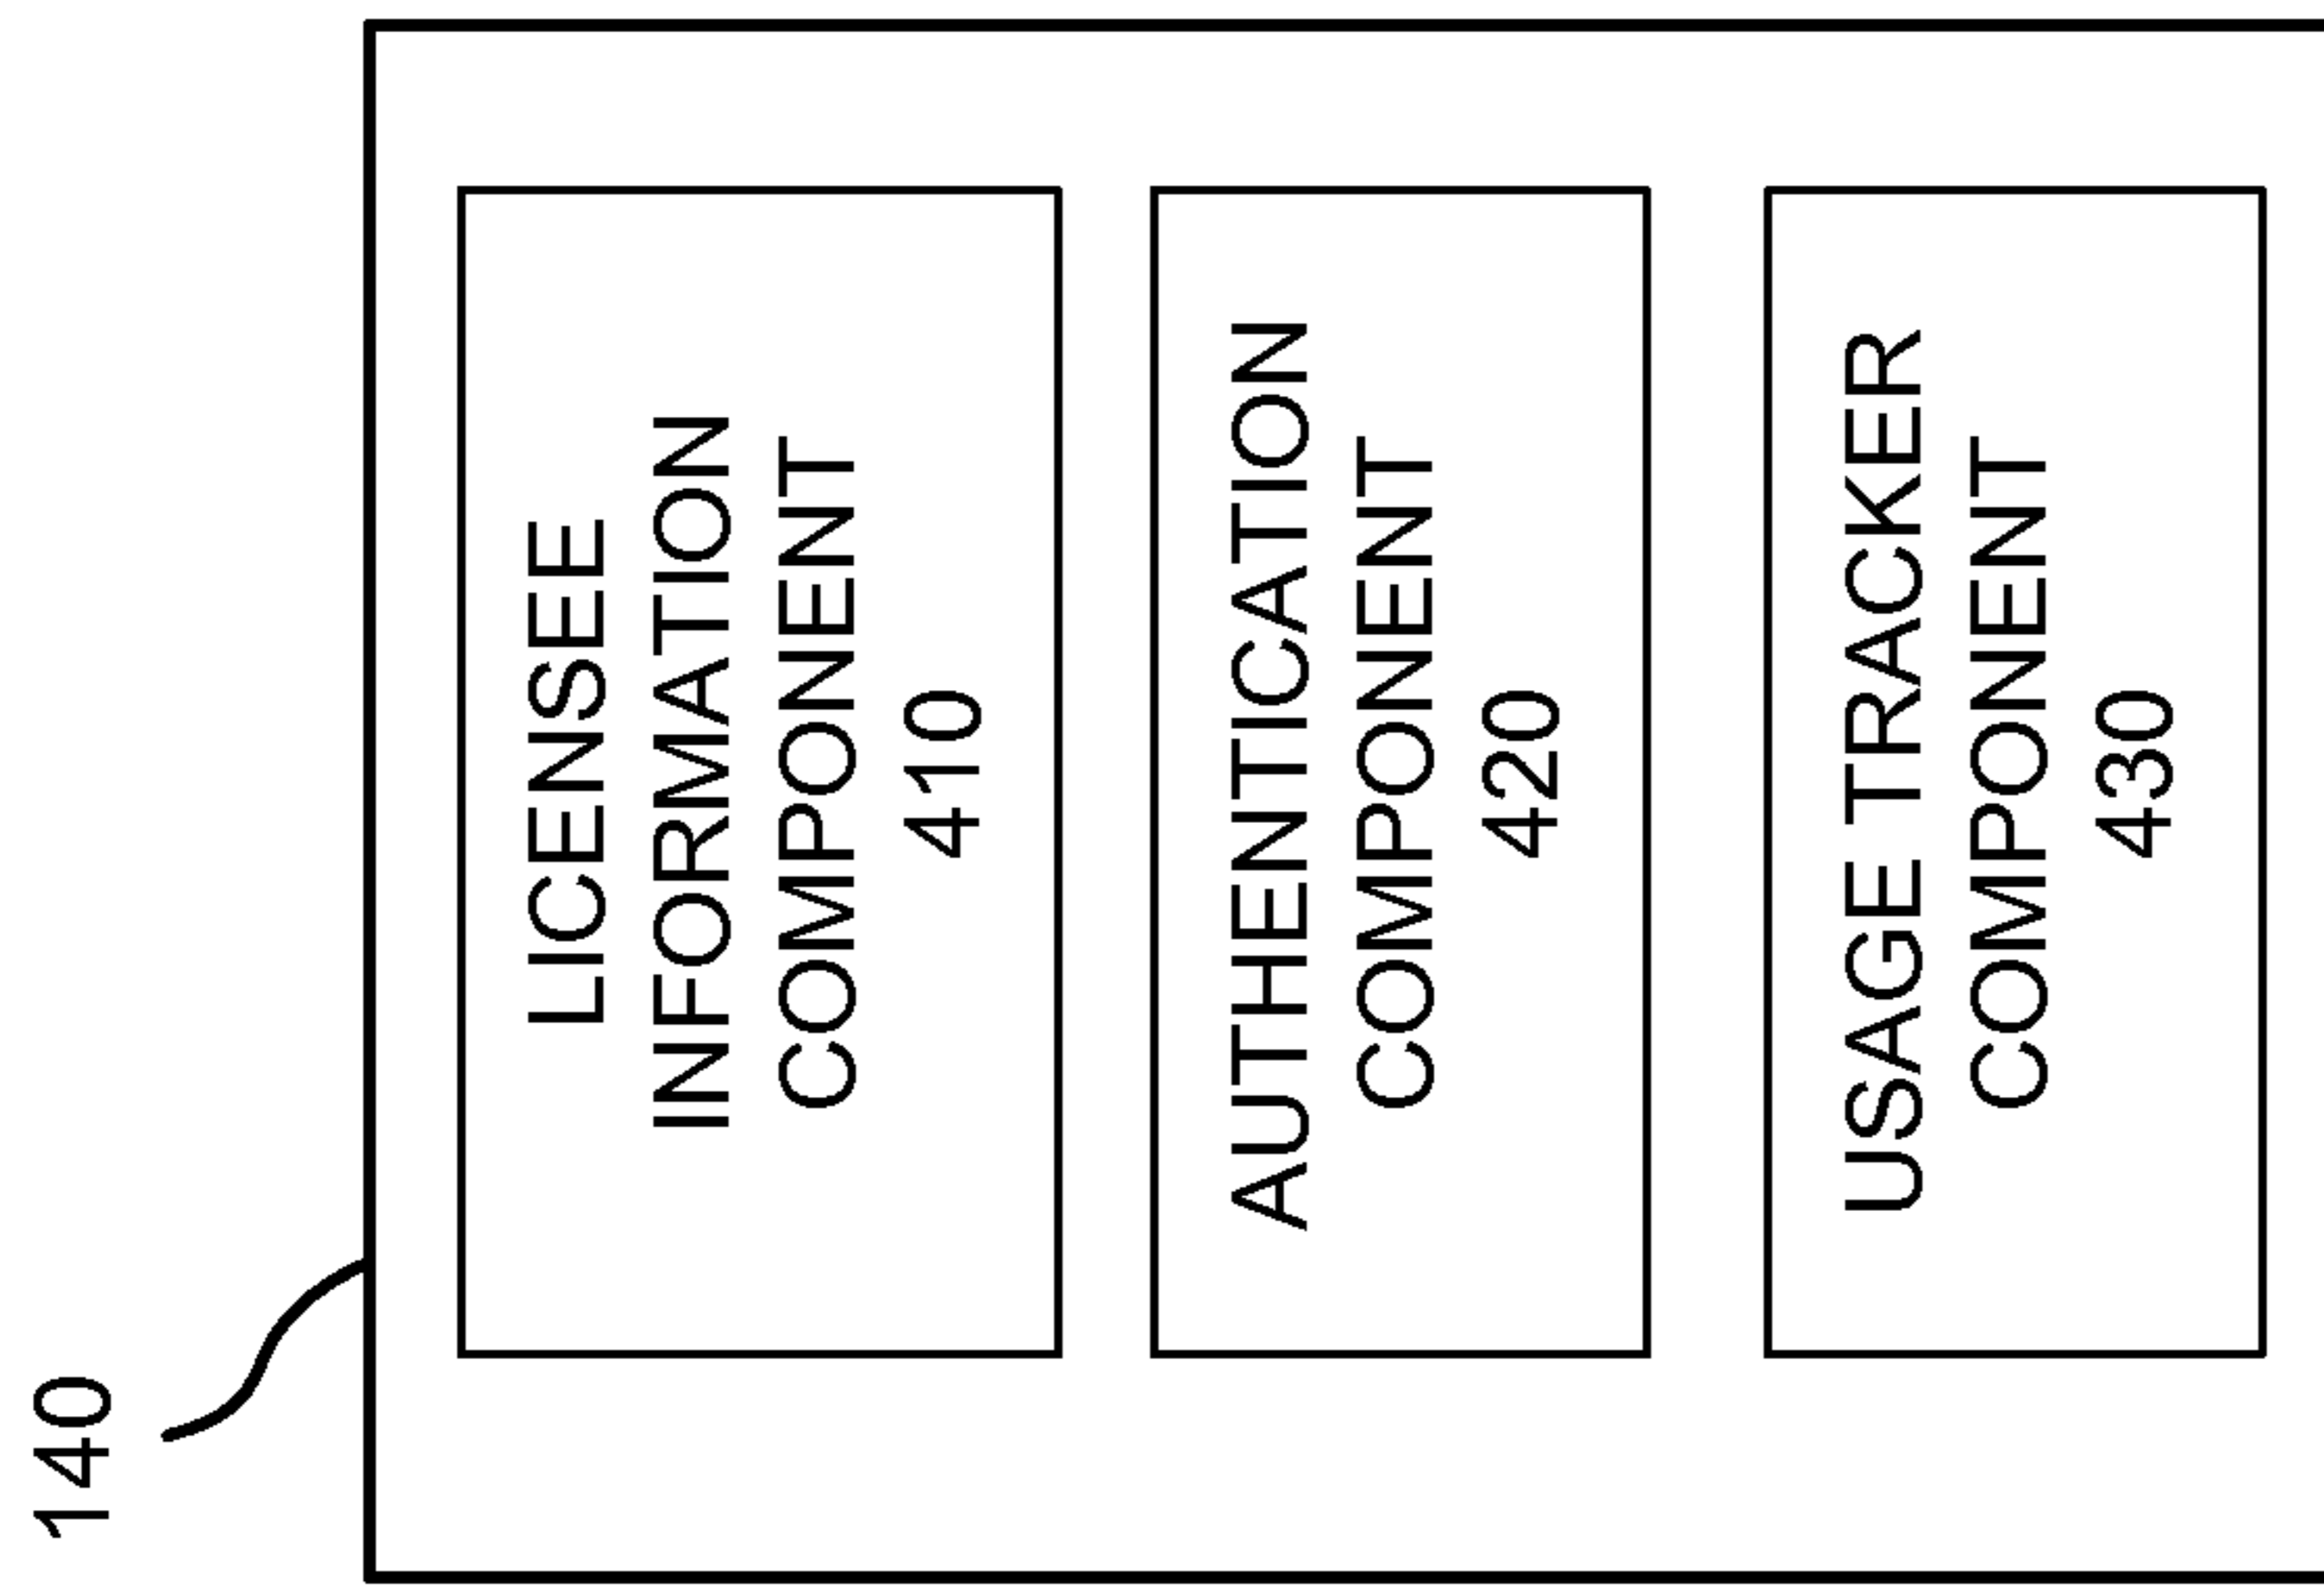 140
LICENSEE
INFORMATION
COMPONENT
410
AUTHENTICATION
COMPONENT
420
USAGE TRACKER
COMPONENT
430